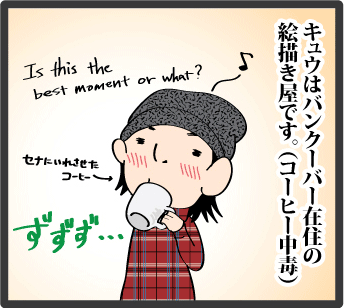 キュウはバンクーバー在住の
絵描き屋です。(コーヒー中毒)
Is this the
best moment or what?
セナにいれさせた
コーヒー
ずずず...